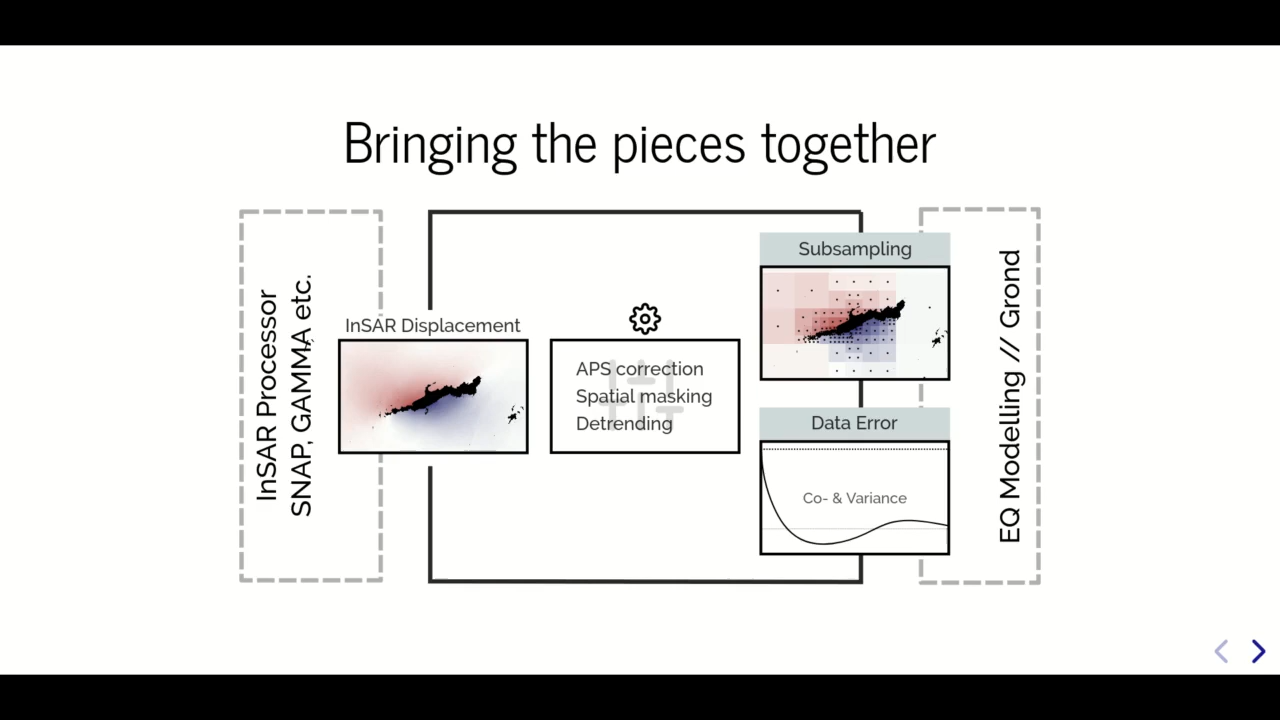 Bringing the pieces together
InSAR Processor
SNAP, GAMMA etc.
InSAR Displacement
APS correction
Spatial masking
Detrending
Subsampling
Data Error
Co- & Variance
EQ Modelling // Grond